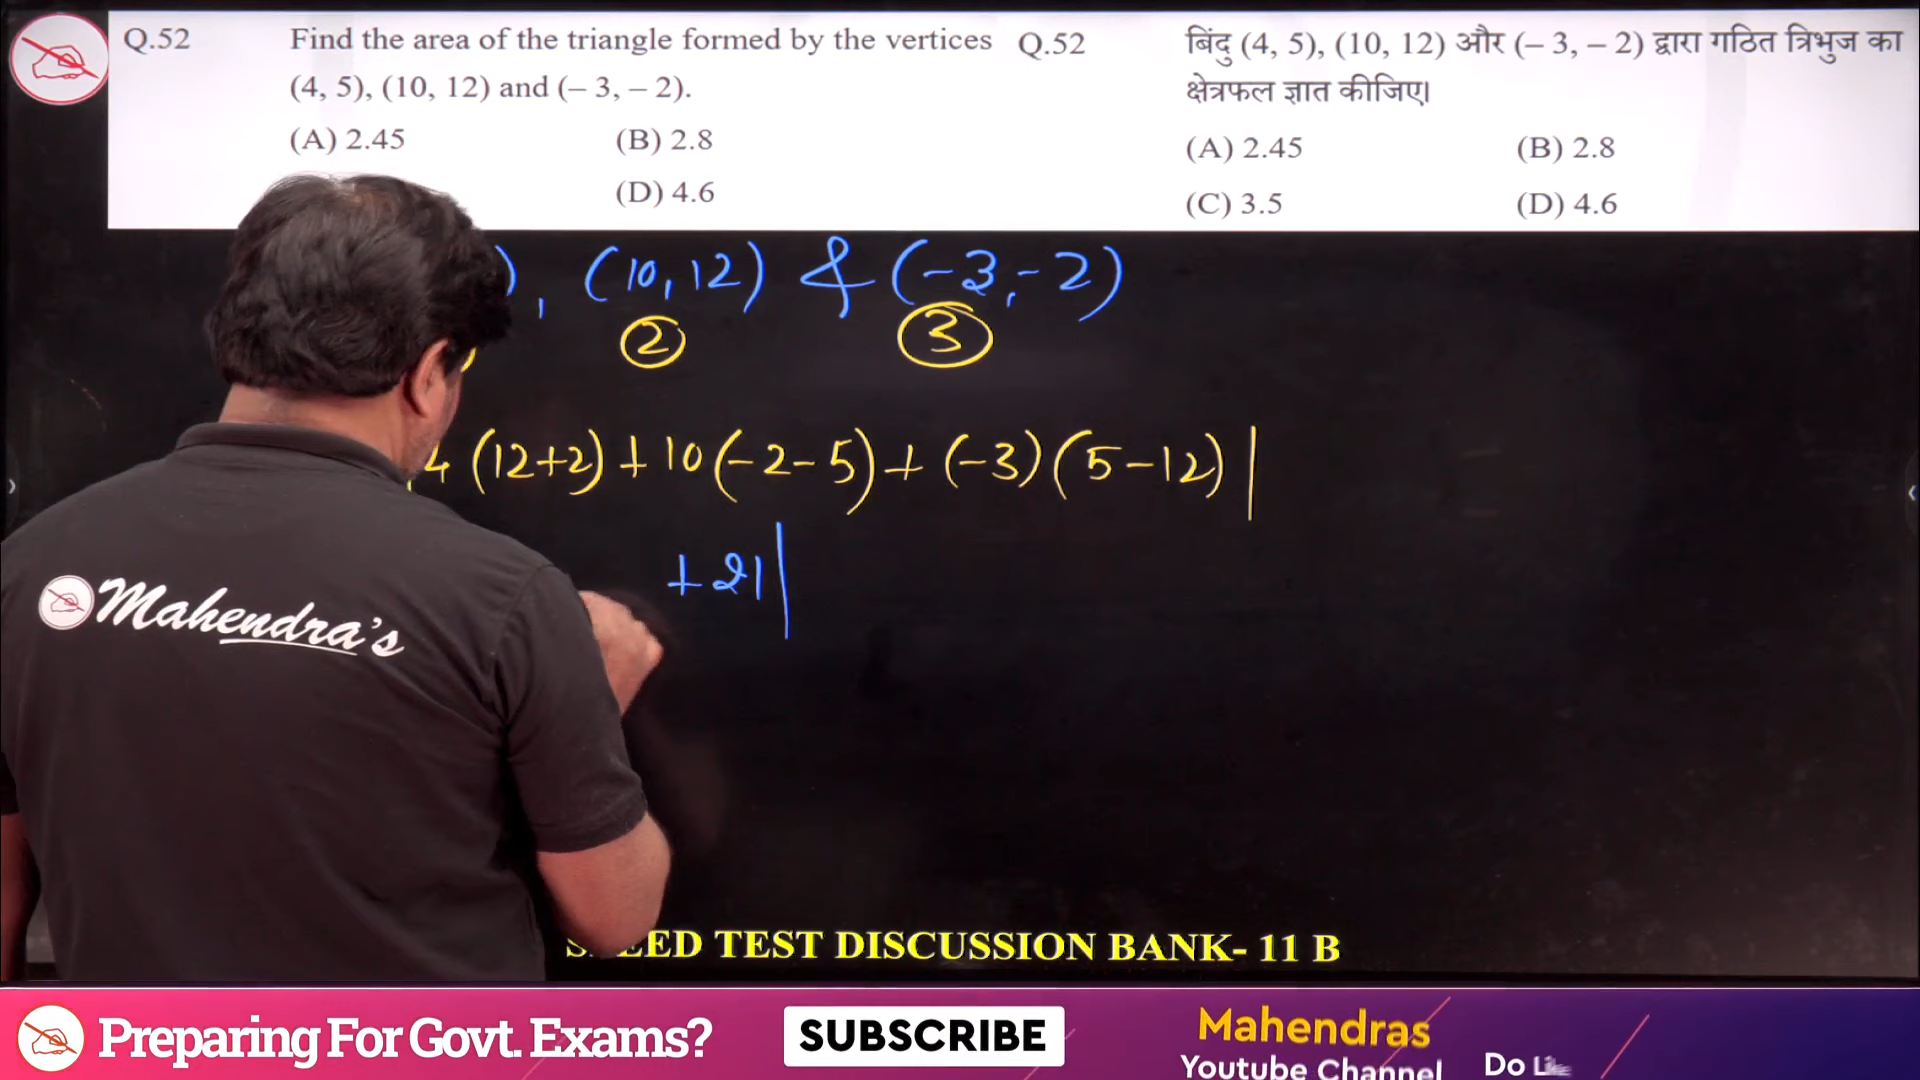 Q.52 Find the area of the triangle formed by the vertices
(4, 5), (10, 12) and (– 3, – 2).
(A) 2.45 (B) 2.8
(D) 4.6
Q.52 बिंदु (4, 5), (10, 12) और (– 3, – 2) द्वारा गठित त्रिभुज का
क्षेत्रफल ज्ञात कीजिए।
(A) 2.45 (B) 2.8
(C) 3.5 (D) 4.6
), (10, 12) & (-3, -2)
2 3
4 (12+2) + 10 (-2-5) + (-3) (5-12) |
+ 21 |
Mahendra's
TEST DISCUSSION BANK- 11 B
Preparing For Govt. Exams?
SUBSCRIBE
Mahendras
Youtube Channel
Do